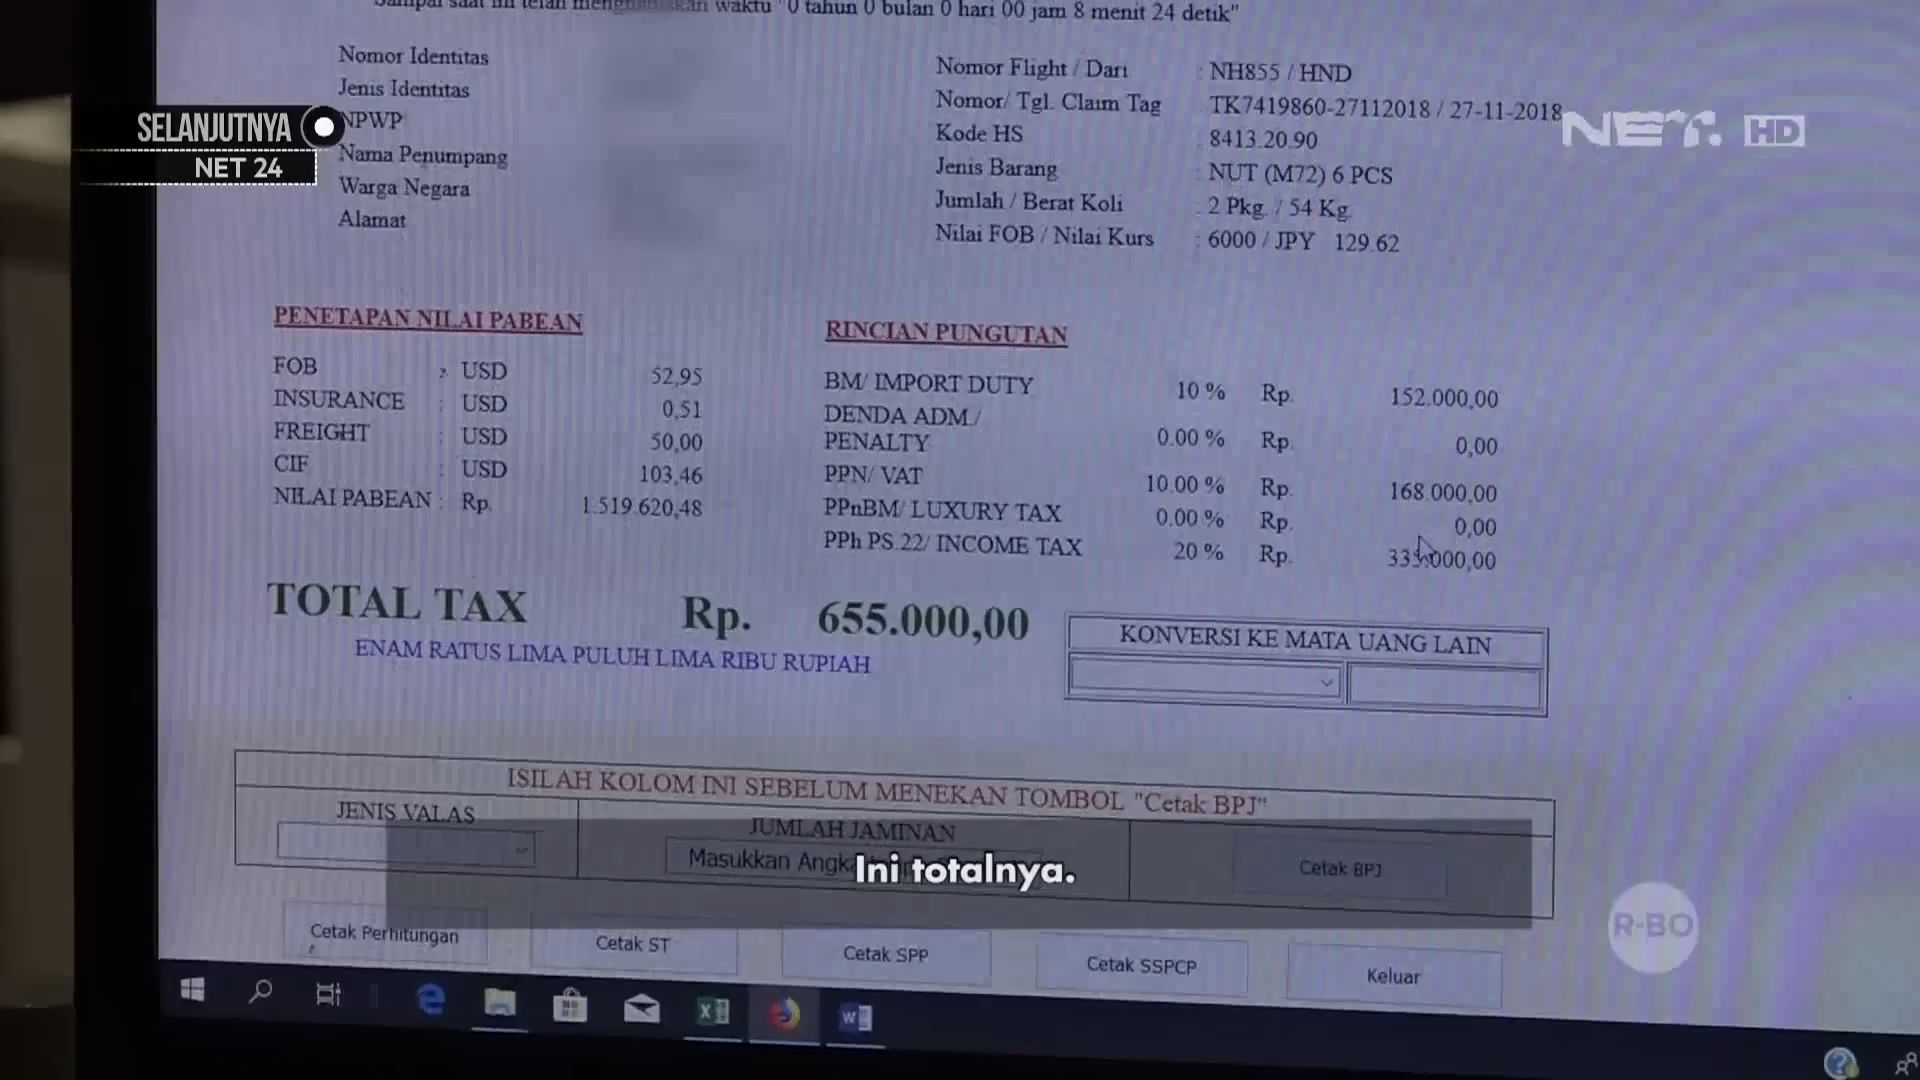 Sampai saat ini telah menghabiskan waktu "0 tahun 0 bulan 0 hari 00 jam 8 menit 24 detik"
Nomor Identitas
Jenis Identitas
NPWP
Nama Penumpang
Warga Negara
Alamat
Nomor Flight / Dari : NH855 / HND
Nomor/ Tgl. Claim Tag : TK7419860-27112018 / 27-11-2018
Kode HS : 8413.20.90
Jenis Barang : NUT (M72) 6 PCS
Jumlah / Berat Koli : 2 Pkg. / 54 Kg.
Nilai FOB / Nilai Kurs : 6000 / JPY 129.62
SELANJUTNYA
NET 24
NET. HD
PENETAPAN NILAI PABEAN
FOB : USD 52,95
INSURANCE : USD 0,51
FREIGHT : USD 50,00
CIF : USD 103,46
NILAI PABEAN : Rp. 1.519.620,48
RINCIAN PUNGUTAN
BM/ IMPORT DUTY 10 % Rp. 152.000,00
DENDA ADM./
PENALTY 0.00 % Rp. 0,00
PPN/ VAT 10.00 % Rp. 168.000,00
PPnBM/ LUXURY TAX 0.00 % Rp. 0,00
PPh PS.22/ INCOME TAX 20 % Rp. 335.000,00
TOTAL TAX Rp. 655.000,00
ENAM RATUS LIMA PULUH LIMA RIBU RUPIAH
KONVERSI KE MATA UANG LAIN
ISILAH KOLOM INI SEBELUM MENEKAN TOMBOL "Cetak BPJ"
JENIS VALAS
JUMLAH JAMINAN
Masukkan Angka
Cetak BPJ
Ini totalnya.
Cetak Perhitungan
Cetak ST
Cetak SPP
Cetak SSPCP
Keluar
R-BO